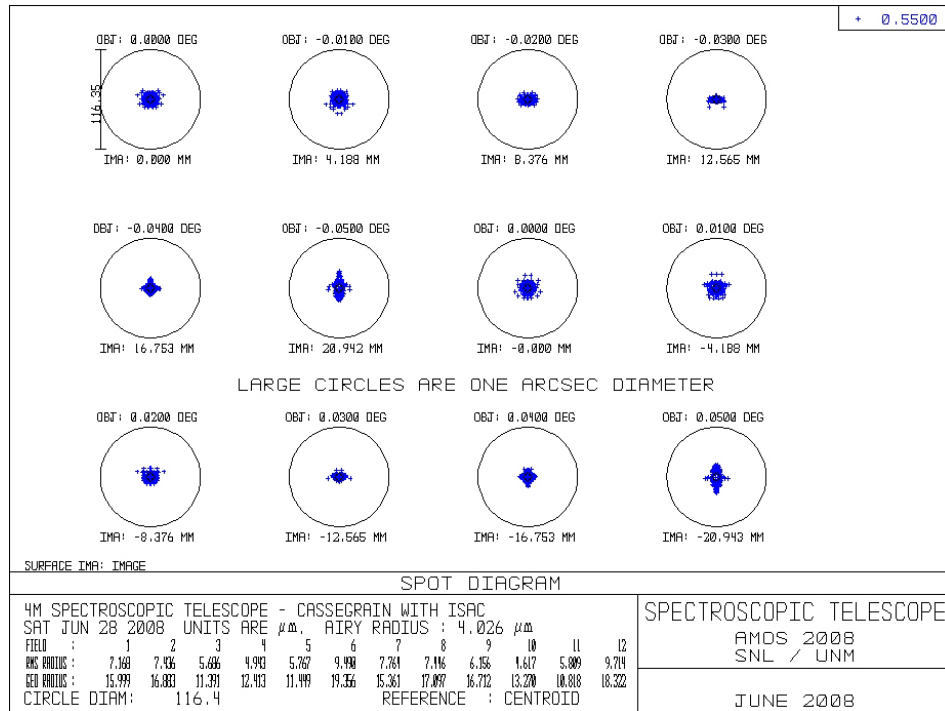 + 0.5500
OBJ: 0.0000 DEG OBJ: -0.0100 DEG OBJ: -0.0200 DEG OBJ: -0.0300 DEG
116.35
IMA: 0.000 MM IMA: 4.188 MM IMA: 8.376 MM IMA: 12.565 MM
OBJ: -0.0400 DEG OBJ: -0.0500 DEG OBJ: 0.0000 DEG OBJ: 0.0100 DEG
IMA: 16.753 MM IMA: 20.942 MM IMA: -0.000 MM IMA: -4.188 MM
LARGE CIRCLES ARE ONE ARCSEC DIAMETER
OBJ: 0.0200 DEG OBJ: 0.0300 DEG OBJ: 0.0400 DEG OBJ: 0.0500 DEG
IMA: -8.376 MM IMA: -12.565 MM IMA: -16.753 MM IMA: -20.943 MM
SURFACE IMA: IMAGE
SPOT DIAGRAM
4M SPECTROSCOPIC TELESCOPE - CASSEGRAIN WITH ISAC
SAT JUN 28 2008 UNITS ARE µm. AIRY RADIUS : 4.026 µm
FIELD : 1 2 3 4 5 6 7 8 9 10 11 12
RMS RADIUS : 7.168 7.436 5.686 4.943 5.767 9.490 7.764 7.446 6.156 4.617 5.809 9.714
GEO RADIUS : 15.999 16.883 11.391 12.413 11.449 19.356 15.361 17.097 16.712 13.270 10.818 18.322
CIRCLE DIAM: 116.4 REFERENCE : CENTROID
SPECTROSCOPIC TELESCOPE
AMOS 2008
SNL / UNM
JUNE 2008